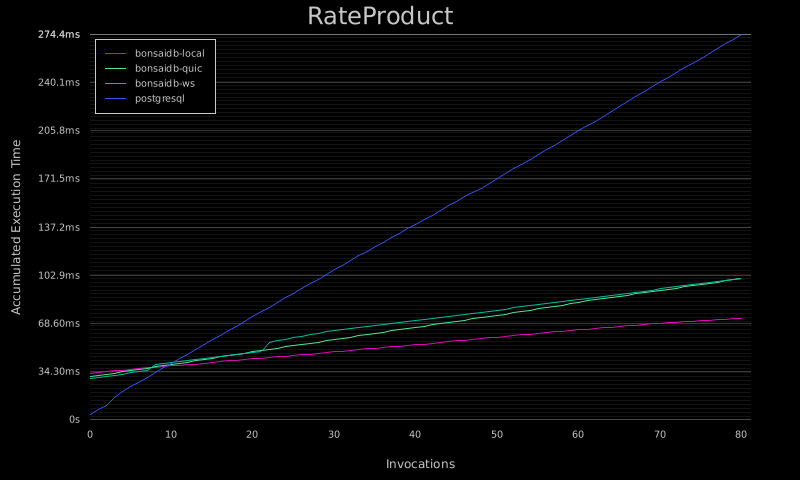 RateProduct
274.4ms
240.1ms
205.8ms
171.5ms
137.2ms
102.9ms
68.60ms
34.30ms
0s
bonsaidb-local
bonsaidb-quic
bonsaidb-ws
postgresql
Accumulated Execution Time
0 10 20 30 40 50 60 70 80
Invocations